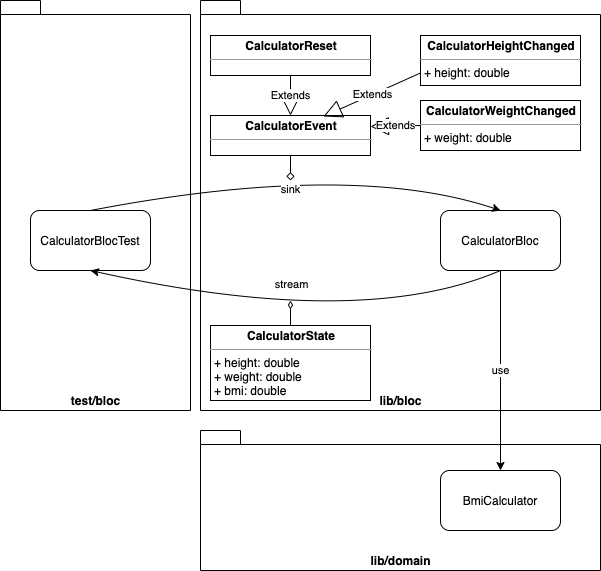 CalculatorReset
CalculatorHeightChanged
+ height: double
Extends
Extends
CalculatorWeightChanged
+ weight: double
CalculatorEvent
Extends
sink
CalculatorBlocTest
CalculatorBloc
stream
CalculatorState
+ height: double
+ weight: double
+ bmi: double
test/bloc
lib/bloc
use
BmiCalculator
lib/domain